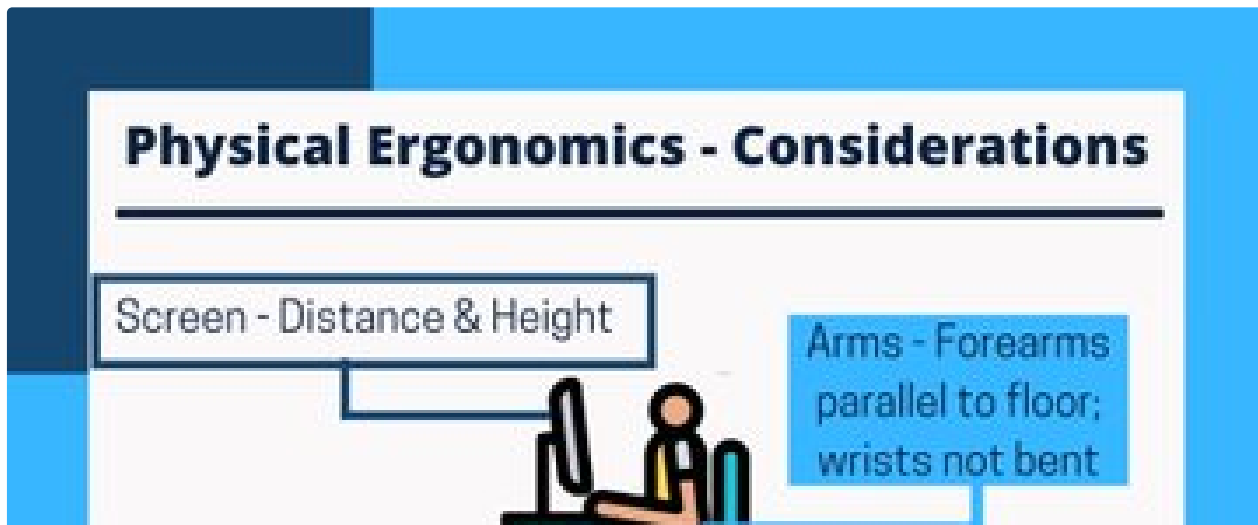 Physical Ergonomics - Considerations
Screen - Distance & Height
Arms - Forearms
parallel to floor;
wrists not bent